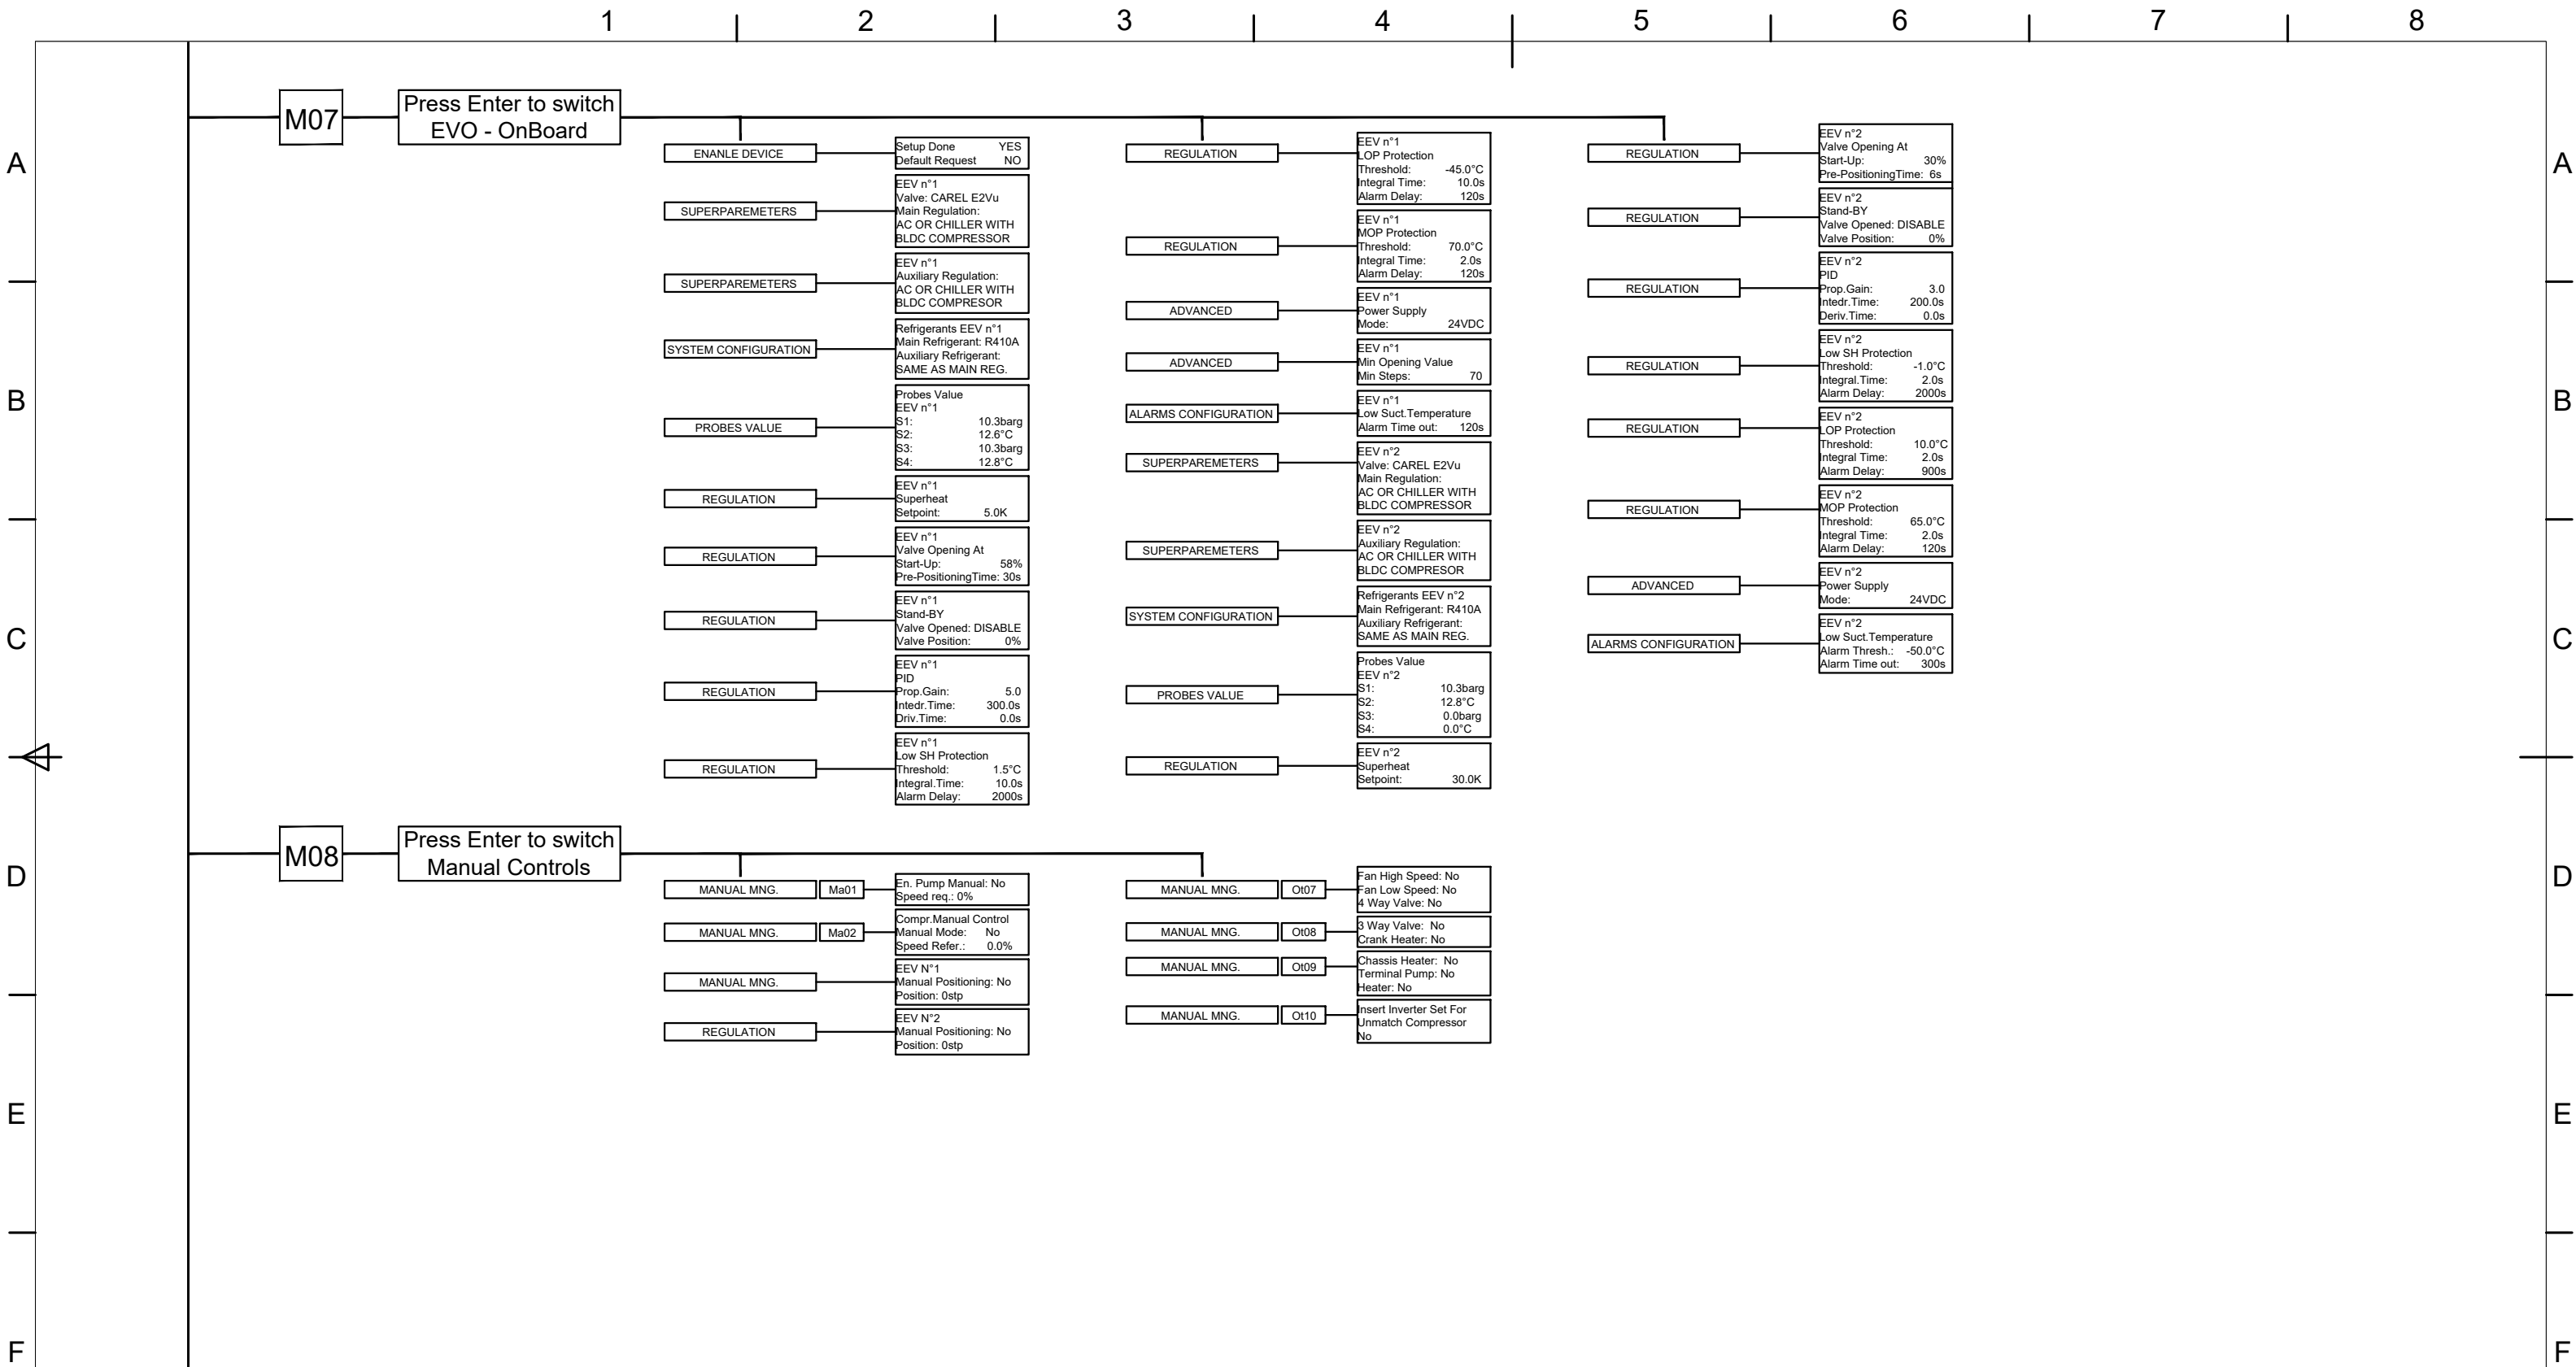 1 2 3 4 5 6 7 8
A A
B B
C C
D D
E E
F F
M07
Press Enter to switch
EVO - OnBoard
ENANLE DEVICE
Setup Done YES
Default Request NO
SUPERPAREMETERS
EEV n°1
Valve: CAREL E2Vu
Main Regulation:
AC OR CHILLER WITH
BLDC COMPRESSOR
SUPERPAREMETERS
EEV n°1
Auxiliary Regulation:
AC OR CHILLER WITH
BLDC COMPRESOR
SYSTEM CONFIGURATION
Refrigerants EEV n°1
Main Refrigerant: R410A
Auxiliary Refrigerant:
SAME AS MAIN REG.
PROBES VALUE
Probes Value
EEV n°1
S1: 10.3barg
S2: 12.6°C
S3: 10.3barg
S4: 12.8°C
REGULATION
EEV n°1
Superheat
Setpoint: 5.0K
REGULATION
EEV n°1
Valve Opening At
Start-Up: 58%
Pre-PositioningTime: 30s
REGULATION
EEV n°1
Stand-BY
Valve Opened: DISABLE
Valve Position: 0%
REGULATION
EEV n°1
PID
Prop.Gain: 5.0
Intedr.Time: 300.0s
Driv.Time: 0.0s
REGULATION
EEV n°1
Low SH Protection
Threshold: 1.5°C
Integral.Time: 10.0s
Alarm Delay: 2000s
REGULATION
EEV n°1
LOP Protection
Threshold: -45.0°C
Integral Time: 10.0s
Alarm Delay: 120s
REGULATION
EEV n°1
MOP Protection
Threshold: 70.0°C
Integral Time: 2.0s
Alarm Delay: 120s
ADVANCED
EEV n°1
Power Supply
Mode: 24VDC
ADVANCED
EEV n°1
Min Opening Value
Min Steps: 70
ALARMS CONFIGURATION
EEV n°1
Low Suct.Temperature
Alarm Time out: 120s
SUPERPAREMETERS
EEV n°2
Valve: CAREL E2Vu
Main Regulation:
AC OR CHILLER WITH
BLDC COMPRESSOR
SUPERPAREMETERS
EEV n°2
Auxiliary Regulation:
AC OR CHILLER WITH
BLDC COMPRESOR
SYSTEM CONFIGURATION
Refrigerants EEV n°2
Main Refrigerant: R410A
Auxiliary Refrigerant:
SAME AS MAIN REG.
PROBES VALUE
Probes Value
EEV n°2
S1: 10.3barg
S2: 12.8°C
S3: 0.0barg
S4: 0.0°C
REGULATION
EEV n°2
Superheat
Setpoint: 30.0K
REGULATION
EEV n°2
Valve Opening At
Start-Up: 30%
Pre-PositioningTime: 6s
REGULATION
EEV n°2
Stand-BY
Valve Opened: DISABLE
Valve Position: 0%
REGULATION
EEV n°2
PID
Prop.Gain: 3.0
Intedr.Time: 200.0s
Deriv.Time: 0.0s
REGULATION
EEV n°2
Low SH Protection
Threshold: -1.0°C
Integral.Time: 2.0s
Alarm Delay: 2000s
REGULATION
EEV n°2
LOP Protection
Threshold: 10.0°C
Integral Time: 2.0s
Alarm Delay: 900s
REGULATION
EEV n°2
MOP Protection
Threshold: 65.0°C
Integral Time: 2.0s
Alarm Delay: 120s
ADVANCED
EEV n°2
Power Supply
Mode: 24VDC
ALARMS CONFIGURATION
EEV n°2
Low Suct.Temperature
Alarm Thresh.: -50.0°C
Alarm Time out: 300s
M08
Press Enter to switch
Manual Controls
MANUAL MNG. Ma01
En. Pump Manual: No
Speed req.: 0%
MANUAL MNG. Ma02
Compr.Manual Control
Manual Mode: No
Speed Refer.: 0.0%
MANUAL MNG.
EEV N°1
Manual Positioning: No
Position: 0stp
REGULATION
EEV N°2
Manual Positioning: No
Position: 0stp
MANUAL MNG. Ot07
Fan High Speed: No
Fan Low Speed: No
4 Way Valve: No
MANUAL MNG. Ot08
3 Way Valve: No
Crank Heater: No
MANUAL MNG. Ot09
Chassis Heater: No
Terminal Pump: No
Heater: No
MANUAL MNG. Ot10
Insert Inverter Set For
Unmatch Compressor
No